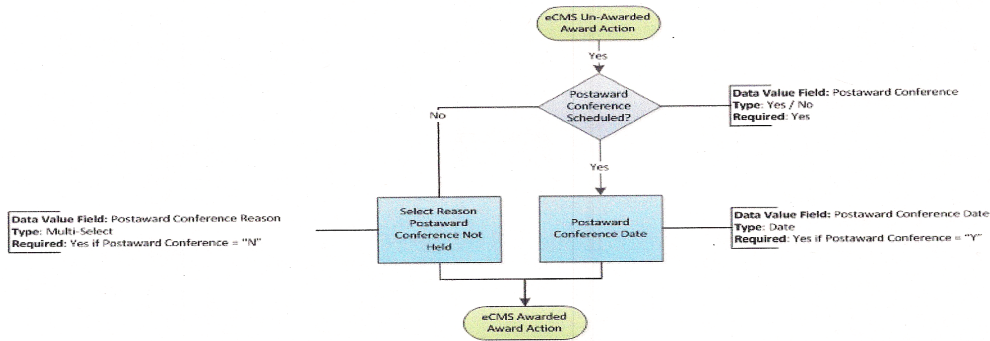 eCMS Un-Awarded
Award Action
Yes
Postaward
Conference
Scheduled?
Data Value Field: Postaward Conference
Type: Yes / No
Required: Yes
No
Yes
Data Value Field: Postaward Conference Reason
Type: Multi-Select
Required: Yes if Postaward Conference = "N"
Select Reason
Postaward
Conference Not
Held
Postaward
Conference Date
Data Value Field: Postaward Conference Date
Type: Date
Required: Yes if Postaward Conference = "Y"
eCMS Awarded
Award Action